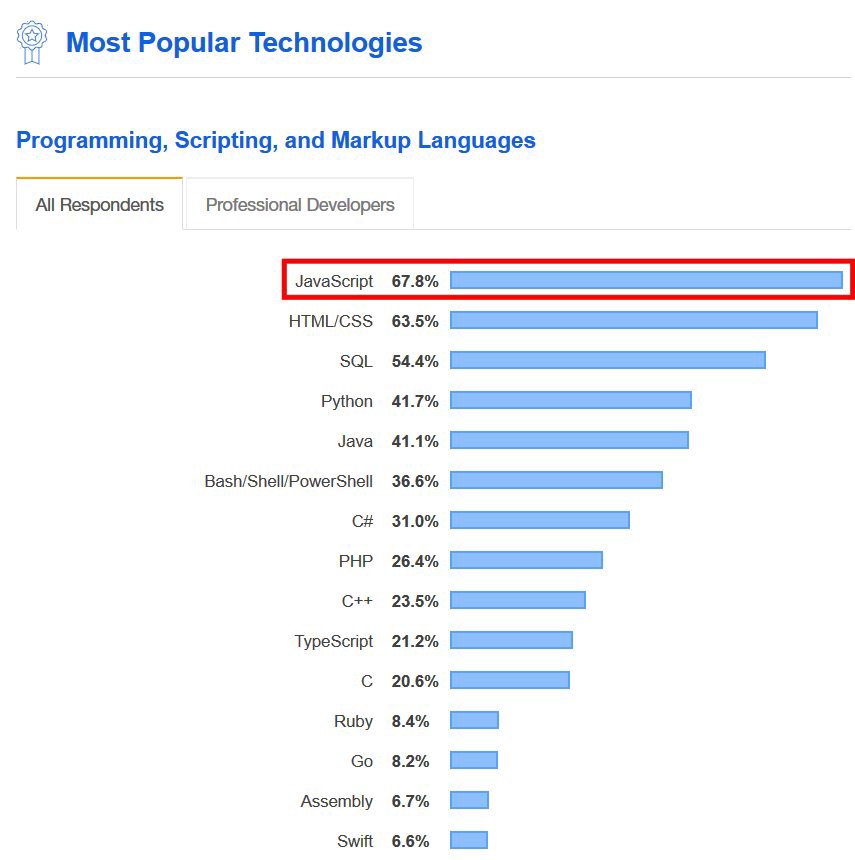 Most Popular Technologies
Programming, Scripting, and Markup Languages
All Respondents Professional Developers
JavaScript 67.8%
HTML/CSS 63.5%
SQL 54.4%
Python 41.7%
Java 41.1%
Bash/Shell/PowerShell 36.6%
C# 31.0%
PHP 26.4%
C++ 23.5%
TypeScript 21.2%
C 20.6%
Ruby 8.4%
Go 8.2%
Assembly 6.7%
Swift 6.6%